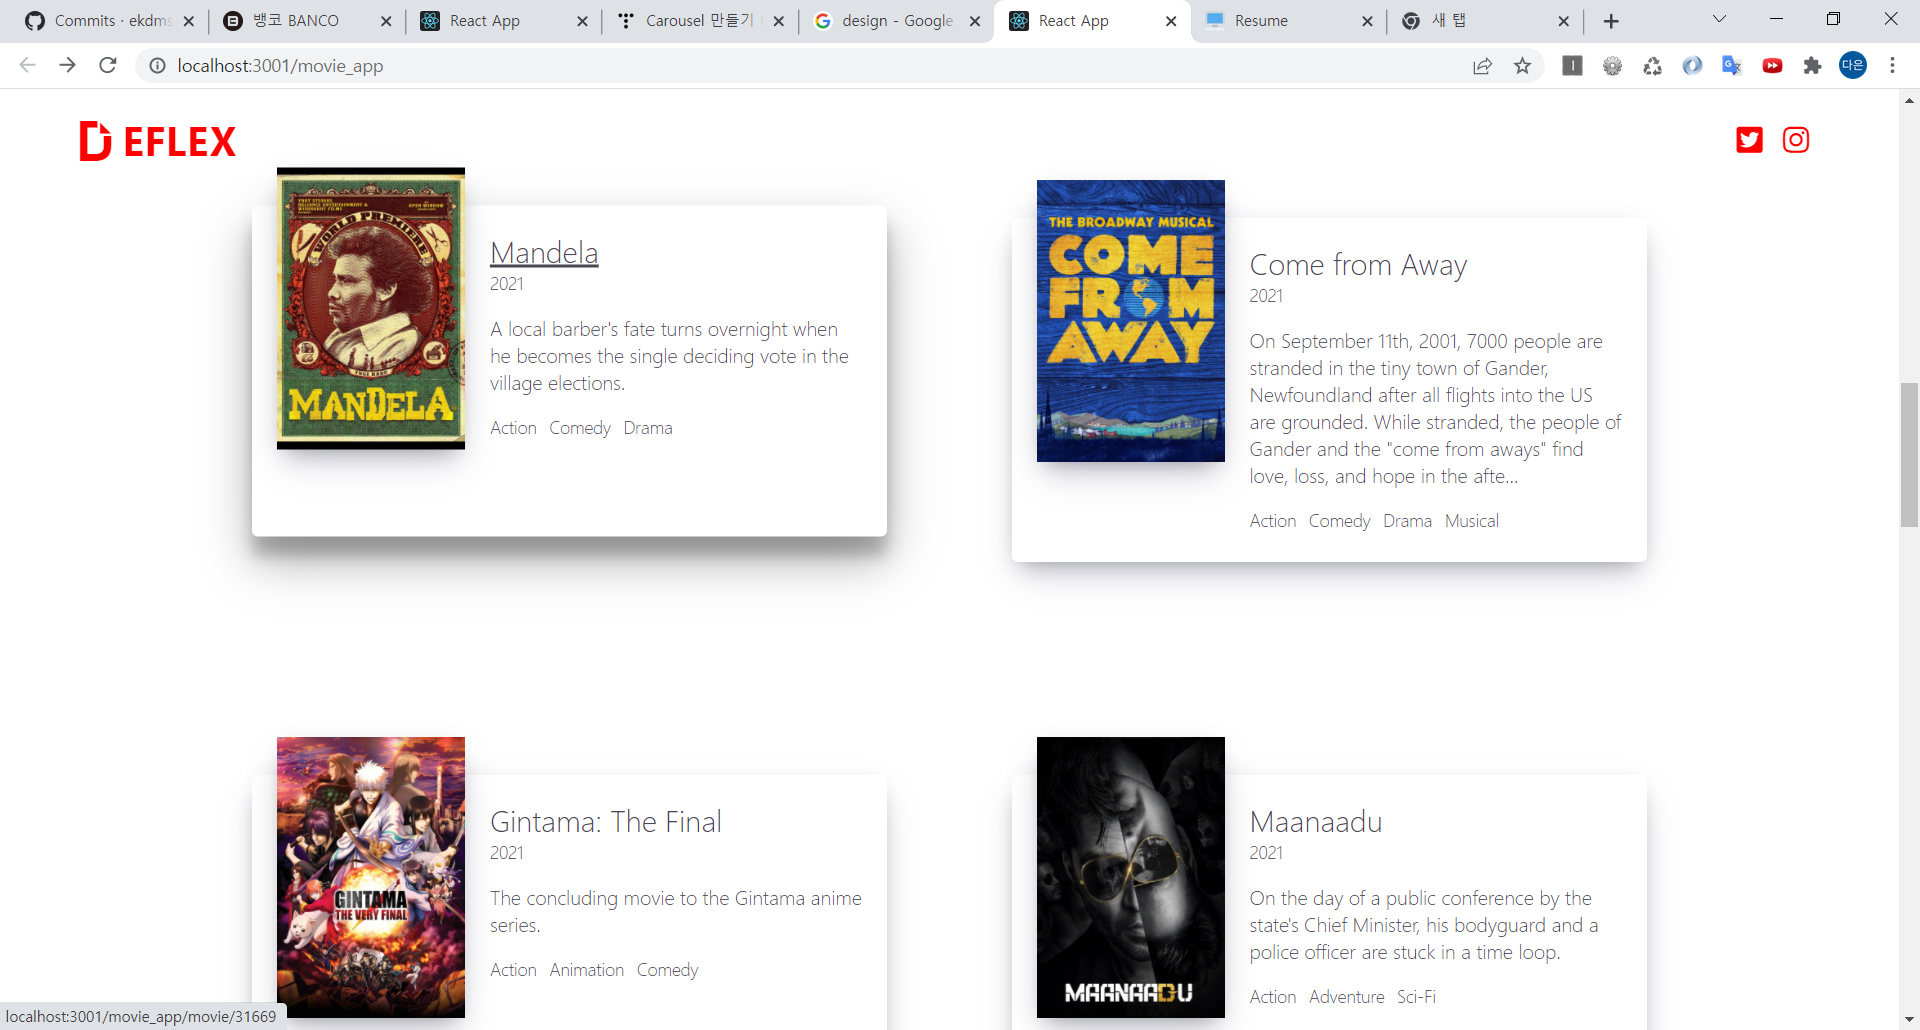 Commits · ekdms
뱅코 BANCO
React App
Carousel 만들기
design - Google
React App
Resume
새 탭
localhost:3001/movie_app
다은
D EFLEX
WORLD PREMIERE
MANDELA
Mandela
2021
A local barber's fate turns overnight when
he becomes the single deciding vote in the
village elections.
Action Comedy Drama
THE BROADWAY MUSICAL
COME
FROM
AWAY
Come from Away
2021
On September 11th, 2001, 7000 people are
stranded in the tiny town of Gander,
Newfoundland after all flights into the US
are grounded. While stranded, the people of
Gander and the "come from aways" find
love, loss, and hope in the afte...
Action Comedy Drama Musical
GINTAMA
THE VERY FINAL
Gintama: The Final
2021
The concluding movie to the Gintama anime
series.
Action Animation Comedy
MAANAADU
Maanaadu
2021
On the day of a public conference by the
state's Chief Minister, his bodyguard and a
police officer are stuck in a time loop.
Action Adventure Sci-Fi
localhost:3001/movie_app/movie/31669